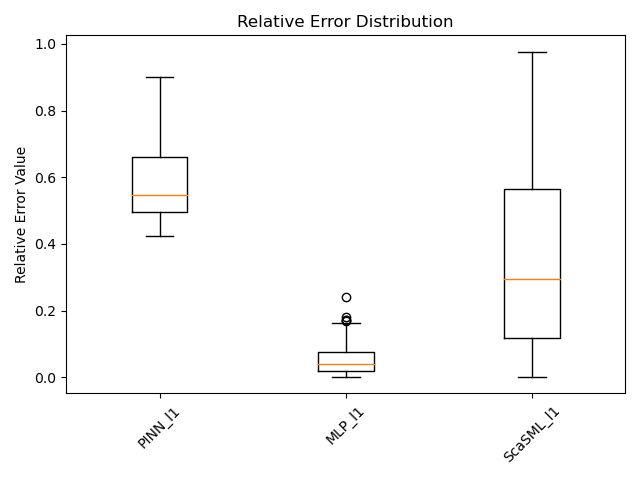 Relative Error Distribution
1.0
0.8
0.6
0.4
0.2
0.0
Relative Error Value
PINN_l1
MLP_l1
ScaSML_l1